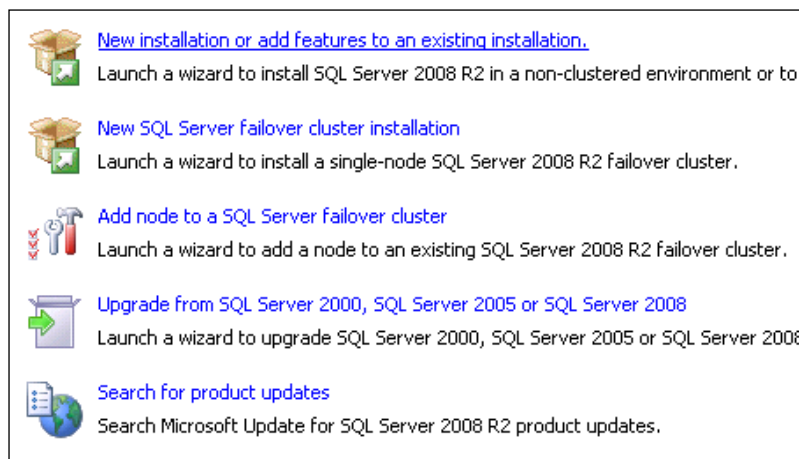 New installation or add features to an existing installation.
Launch a wizard to install SQL Server 2008 R2 in a non-clustered environment or to
New SQL Server failover cluster installation
Launch a wizard to install a single-node SQL Server 2008 R2 failover cluster.
Add node to a SQL Server failover cluster
Launch a wizard to add a node to an existing SQL Server 2008 R2 failover cluster.
Upgrade from SQL Server 2000, SQL Server 2005 or SQL Server 2008
Launch a wizard to upgrade SQL Server 2000, SQL Server 2005 or SQL Server 2008
Search for product updates
Search Microsoft Update for SQL Server 2008 R2 product updates.